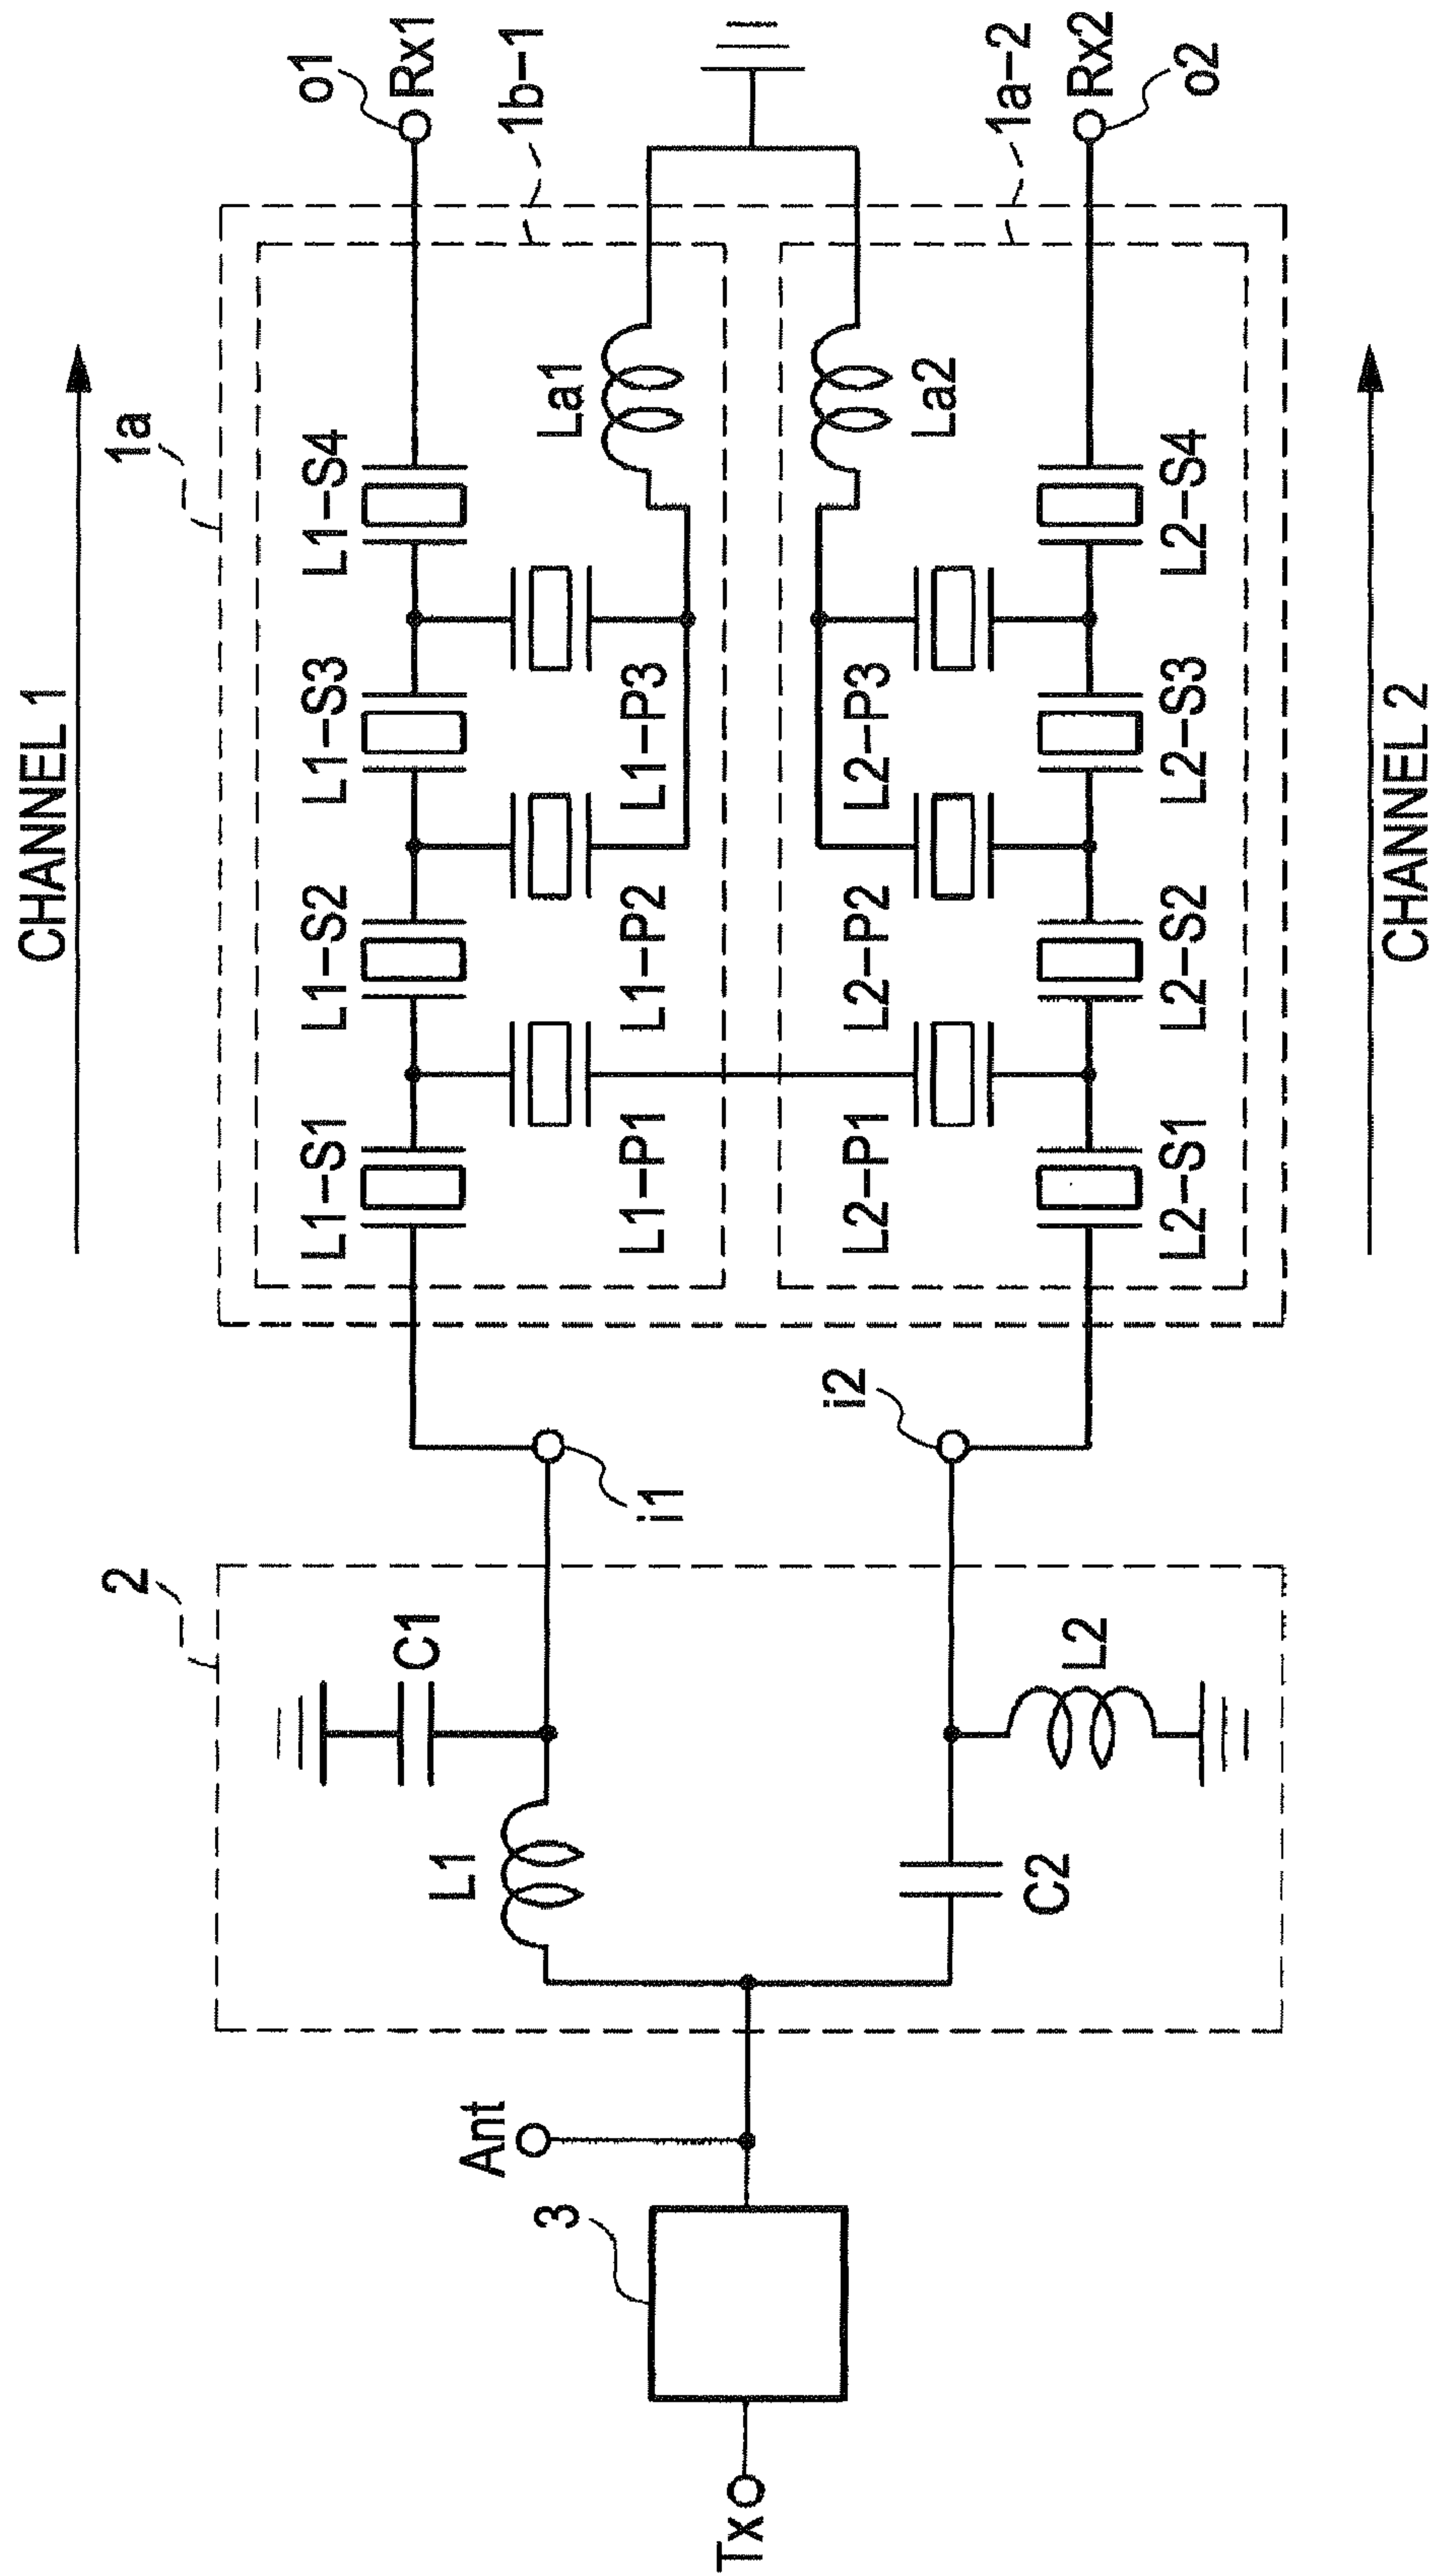 CHANNEL 1
1a
o1
Rx1
1b-1
L1-S1
L1-S2
L1-S3
L1-S4
La1
L1-P1
L1-P2
L1-P3
2
C1
L1
i1
Ant
3
Tx
i2
C2
L2
L2-P1
L2-P2
L2-P3
La2
1a-2
L2-S1
L2-S2
L2-S3
L2-S4
Rx2
o2
CHANNEL 2